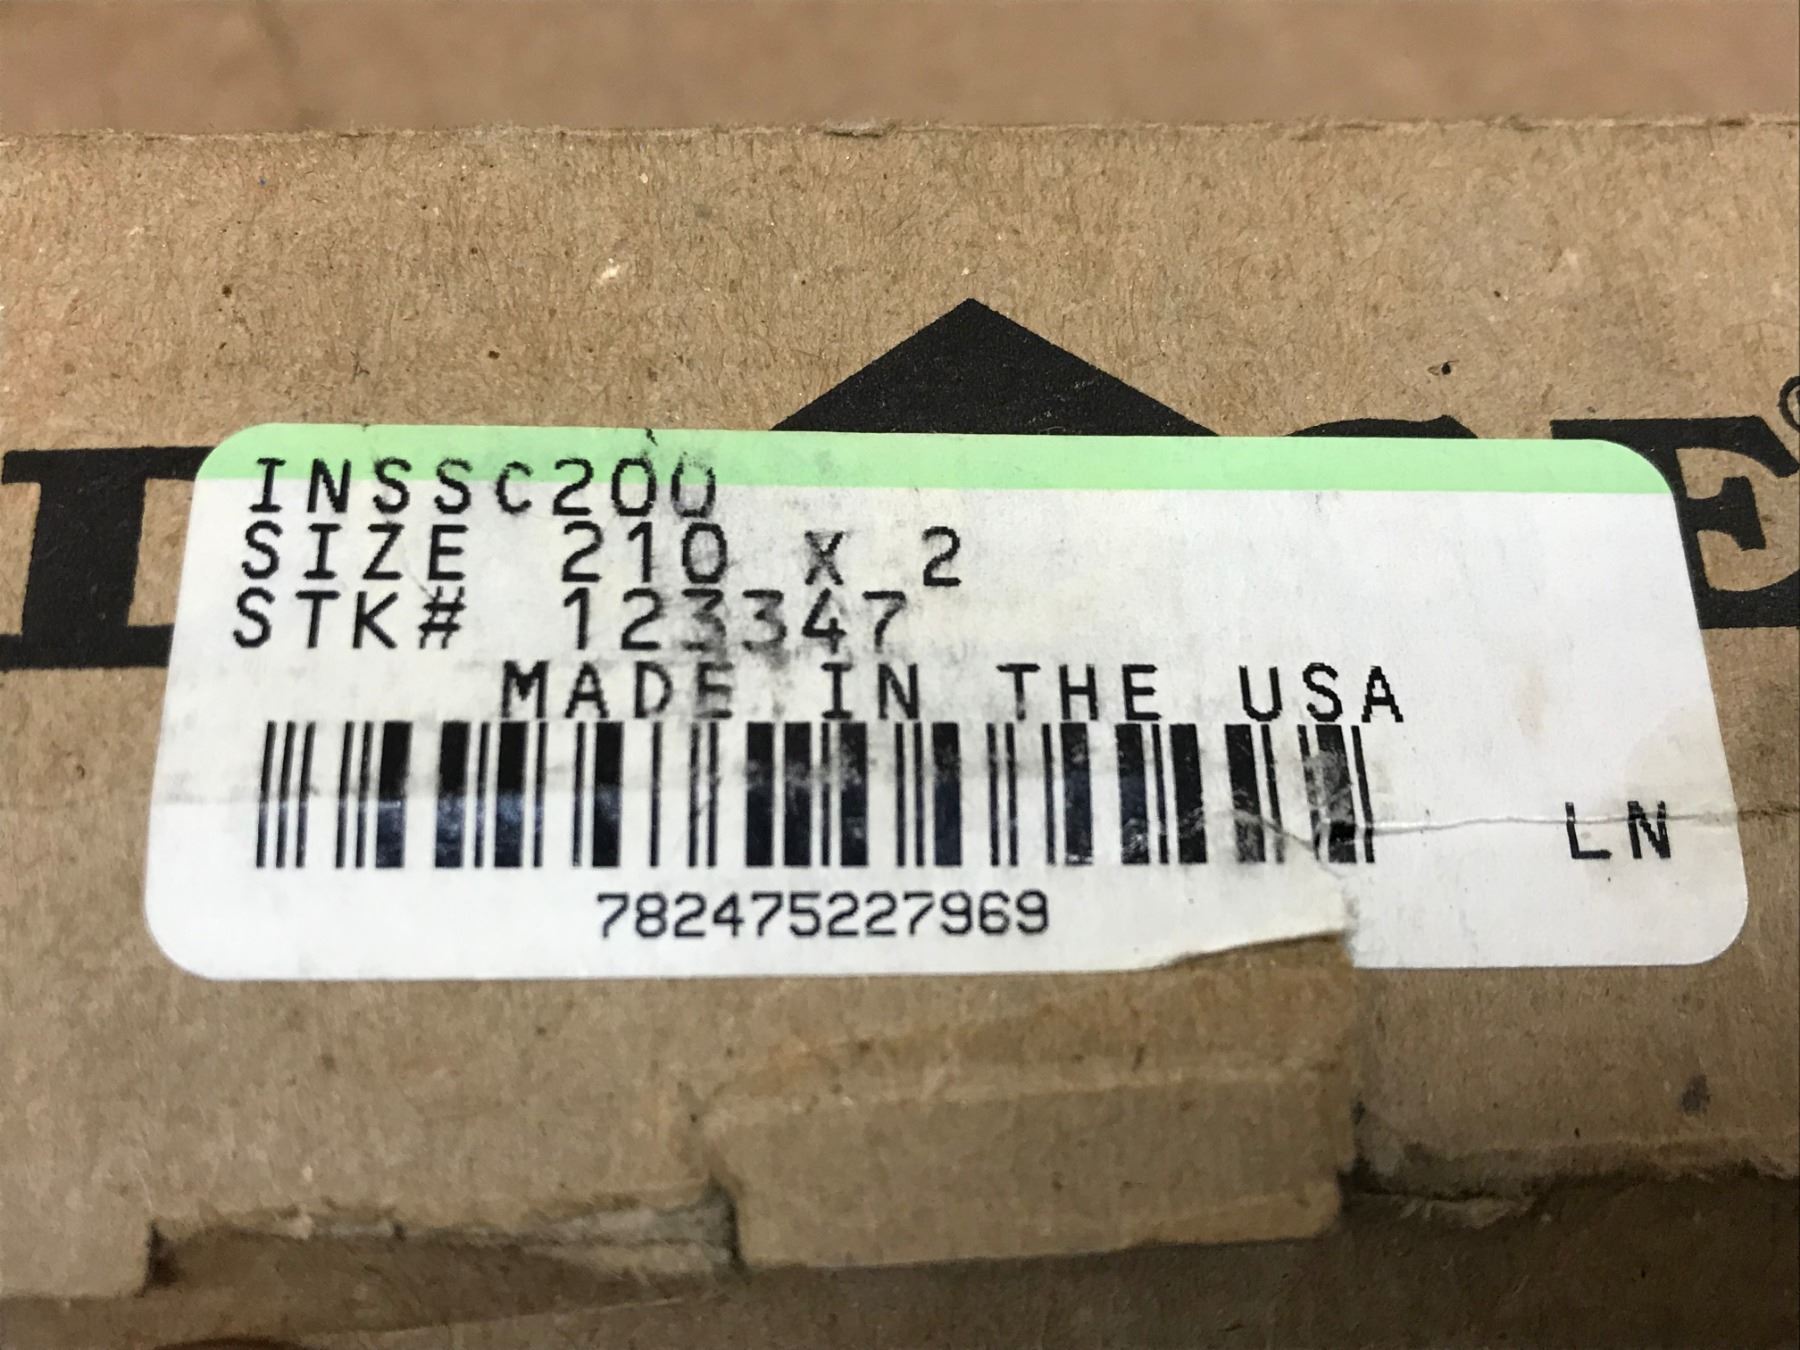 INSSC200
SIZE 210 X 2
STK# 123347
MADE IN THE USA
LN
782475227969